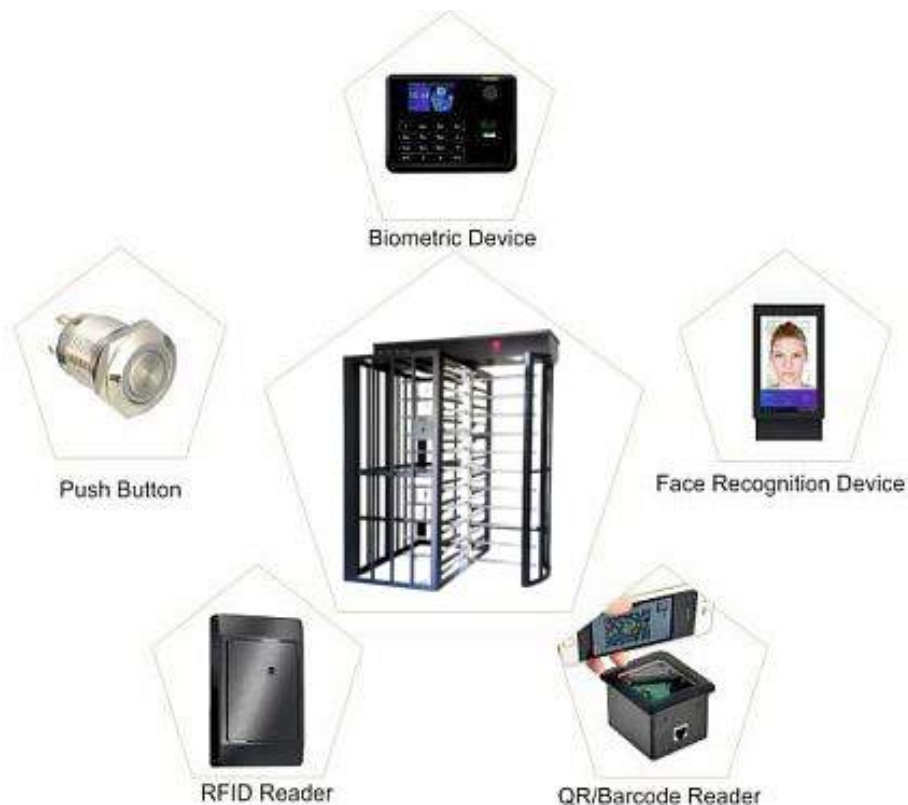 Biometric Device
Push Button
Face Recognition Device
RFID Reader
QR/Barcode Reader